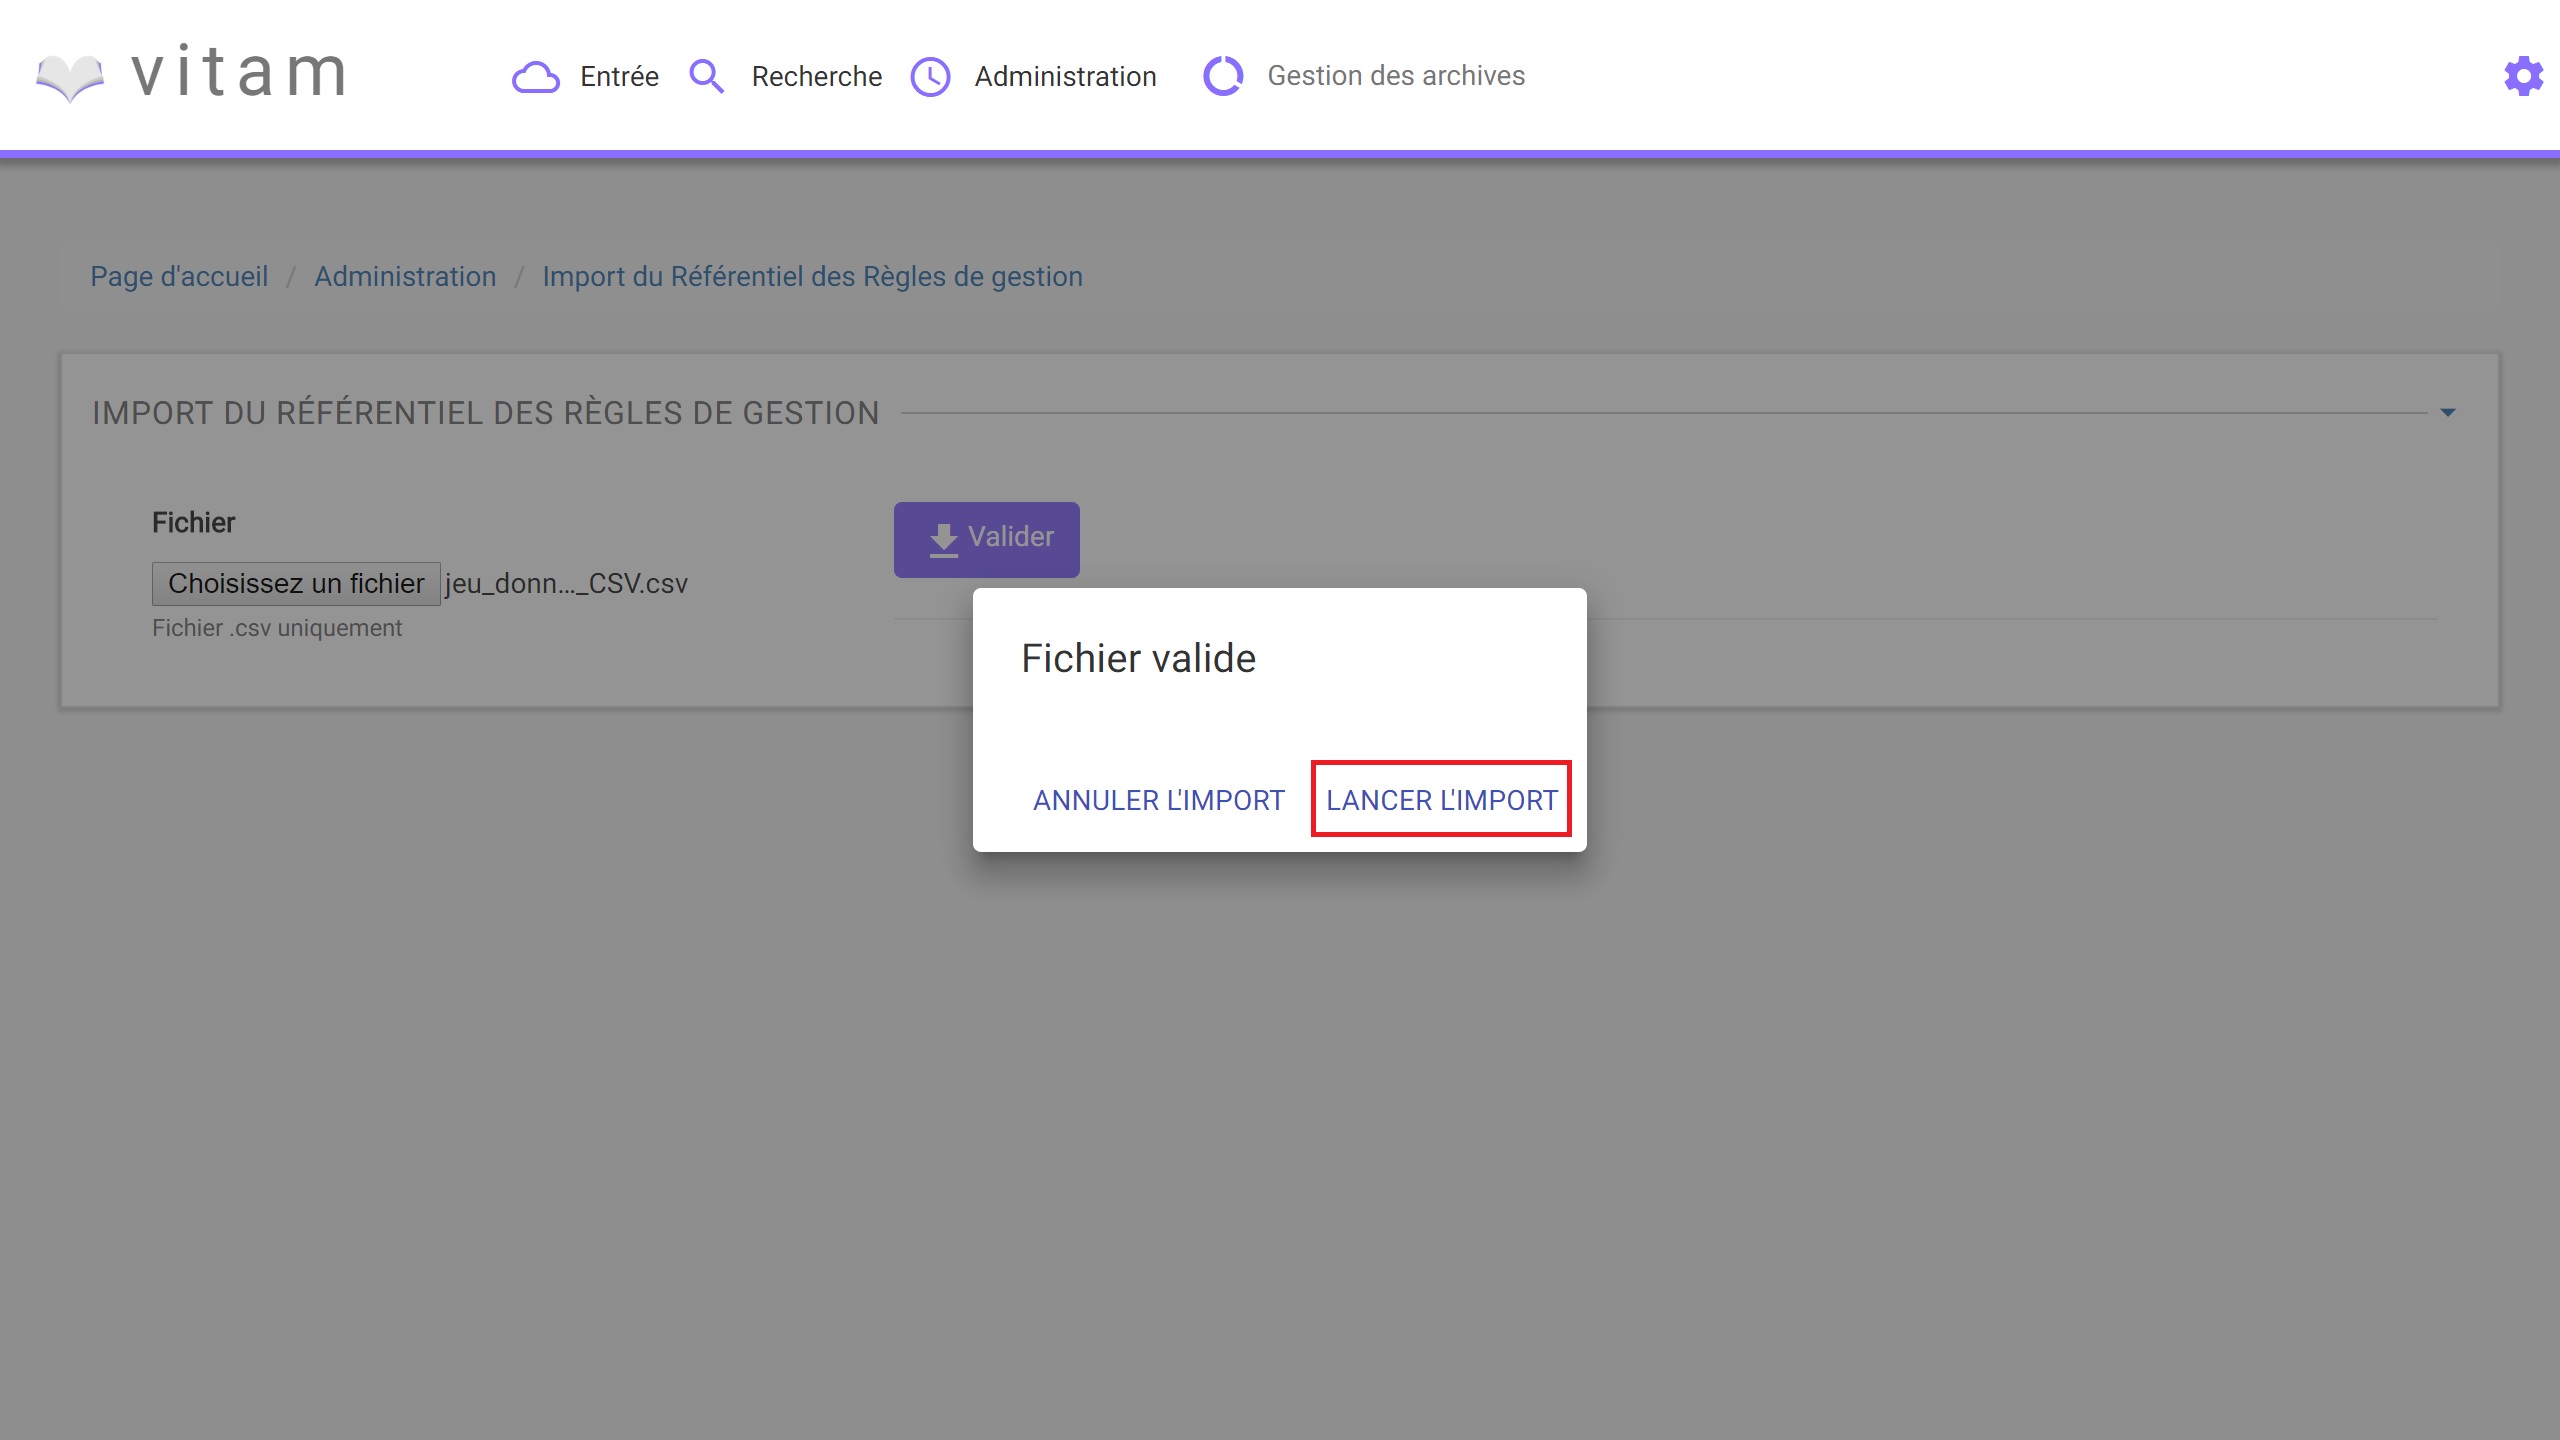 vitam
Entrée Recherche Administration Gestion des archives
Page d'accueil / Administration / Import du Référentiel des Règles de gestion
IMPORT DU RÉFÉRENTIEL DES RÈGLES DE GESTION
Fichier
Valider
Choisissez un fichier jeu_donn..._CSV.csv
Fichier .csv uniquement
Fichier valide
ANNULER L'IMPORT LANCER L'IMPORT